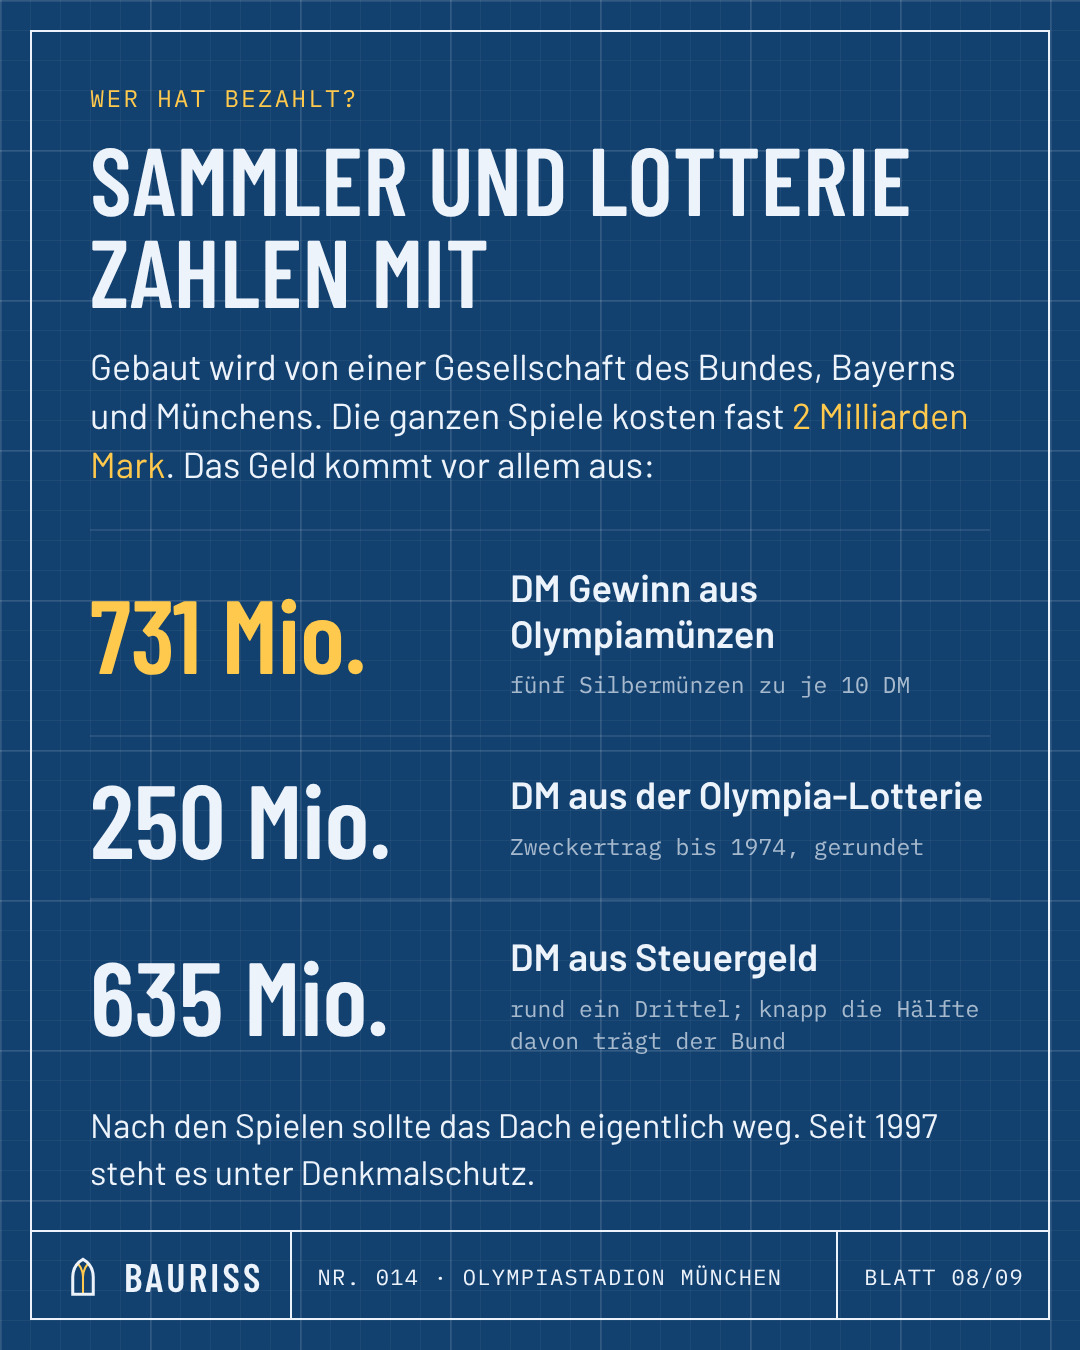 WER HAT BEZAHLT?
SAMMLER UND LOTTERIE
ZAHLEN MIT
Gebaut wird von einer Gesellschaft des Bundes, Bayerns
und Münchens. Die ganzen Spiele kosten fast 2 Milliarden
Mark. Das Geld kommt vor allem aus:
731 Mio.
DM Gewinn aus
Olympiamünzen
fünf Silbermünzen zu je 10 DM
250 Mio.
DM aus der Olympia-Lotterie
Zweckertrag bis 1974, gerundet
635 Mio.
DM aus Steuergeld
rund ein Drittel; knapp die Hälfte
davon trägt der Bund
Nach den Spielen sollte das Dach eigentlich weg. Seit 1997
steht es unter Denkmalschutz.
BAURISS
NR. 014 · OLYMPIASTADION MÜNCHEN
BLATT 08/09